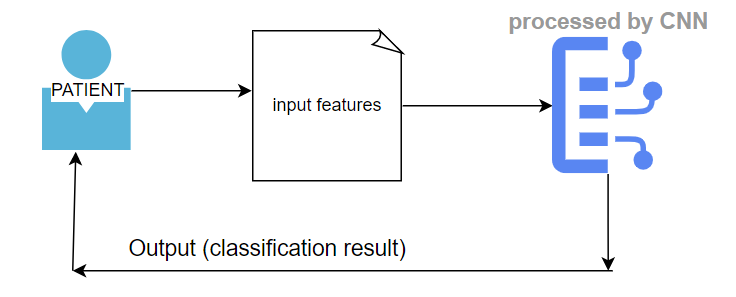 processed by CNN
PATIENT
input features
Output (classification result)